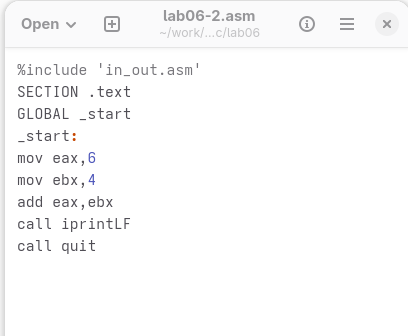 Open
lab06-2.asm
~/work/...c/lab06
%include 'in_out.asm'
SECTION .text
GLOBAL _start
_start:
mov eax,6
mov ebx,4
add eax,ebx
call iprintLF
call quit